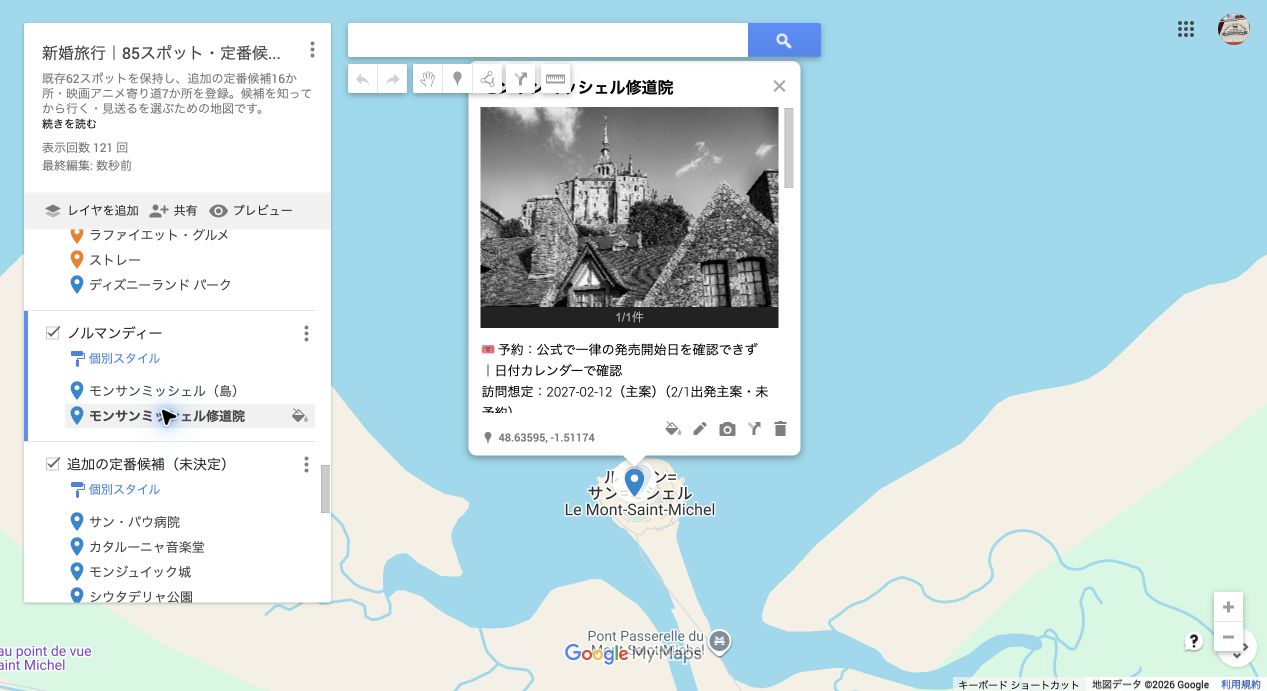 新婚旅行｜85スポット・定番候...
既存62スポットを保持し、追加の定番候補16か
所・映画アニメ寄り道7か所を登録。候補を知って
から行く・見送るを選ぶための地図です。
続きを読む
表示回数 121 回
最終編集: 数秒前
レイヤを追加 共有 プレビュー
ラファイエット・グルメ
ストレー
ディズニーランド パーク
ノルマンディー
個別スタイル
モンサンミッシェル（島）
モンサンミッシェル修道院
追加の定番候補（未決定）
個別スタイル
サン・パウ病院
カタルーニャ音楽堂
モンジュイック城
シウタデリャ公園
シェル修道院
1/1件
予約：公式で一律の発売開始日を確認できず
｜日付カレンダーで確認
訪問想定：2027-02-12（主案）（2/1出発主案・未
予約）
48.63595, -1.51174
Le Mont-Saint-Michel
Pont Passerelle du
Google My Maps
au point de vue
aint Michel
キーボード ショートカット 地図データ ©2026 Google 利用規約